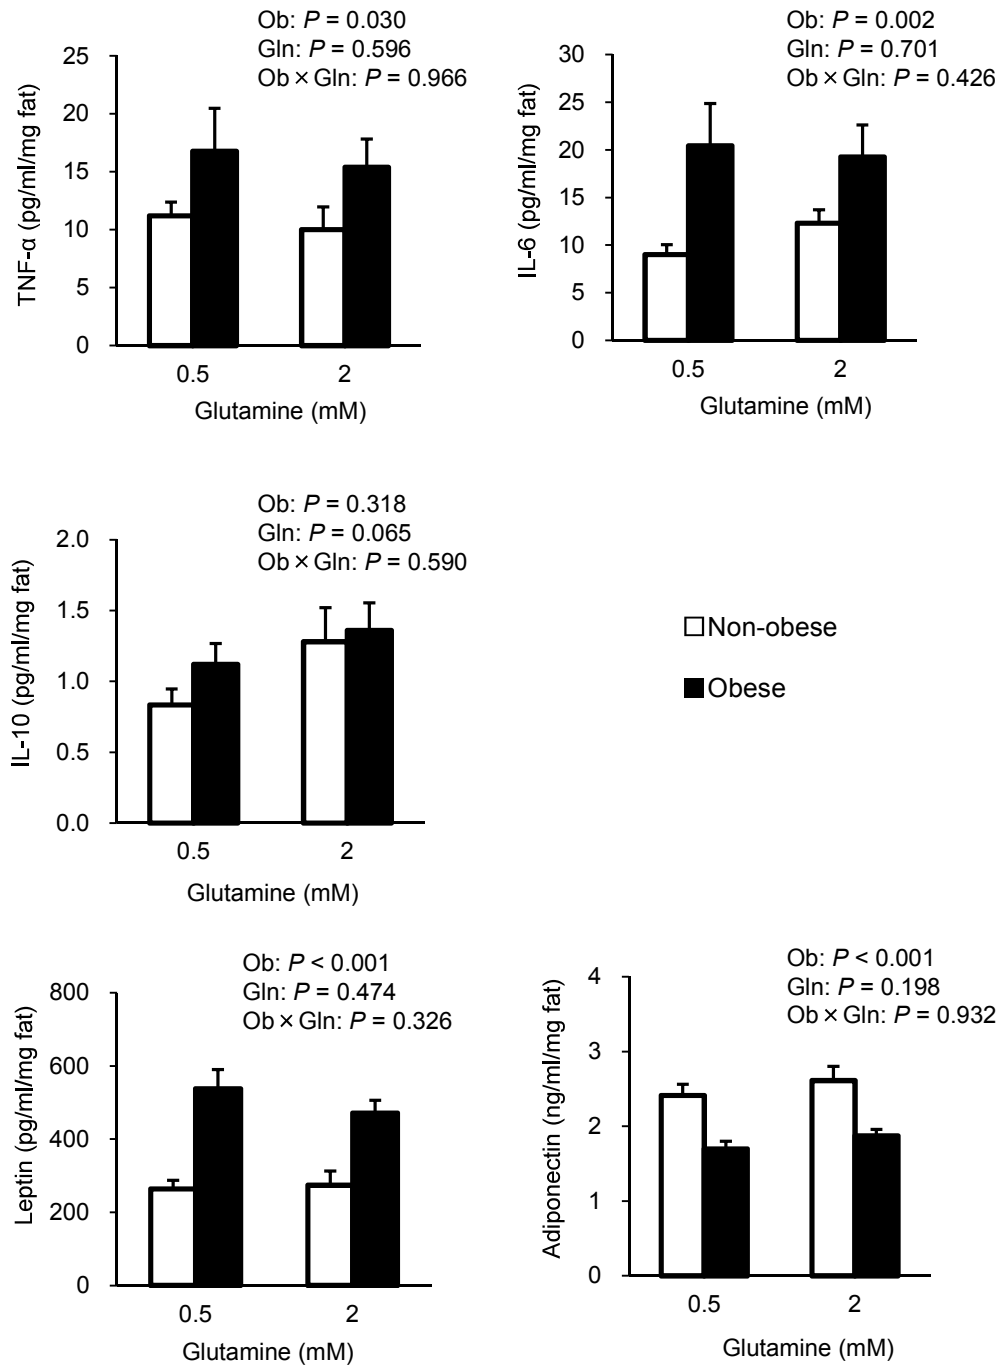 Ob: P = 0.030
Gln: P = 0.596
Ob × Gln: P = 0.966
TNF-α (pg/ml/mg fat)
25
20
15
10
5
0
0.5 2
Glutamine (mM)
Ob: P = 0.002
Gln: P = 0.701
Ob × Gln: P = 0.426
IL-6 (pg/ml/mg fat)
30
25
20
15
10
5
0
0.5 2
Glutamine (mM)
Ob: P = 0.318
Gln: P = 0.065
Ob × Gln: P = 0.590
IL-10 (pg/ml/mg fat)
2.0
1.5
1.0
0.5
0.0
0.5 2
Glutamine (mM)
Non-obese
Obese
Ob: P < 0.001
Gln: P = 0.474
Ob × Gln: P = 0.326
Leptin (pg/ml/mg fat)
800
600
400
200
0
0.5 2
Glutamine (mM)
Ob: P < 0.001
Gln: P = 0.198
Ob × Gln: P = 0.932
Adiponectin (ng/ml/mg fat)
4
3
2
1
0
0.5 2
Glutamine (mM)